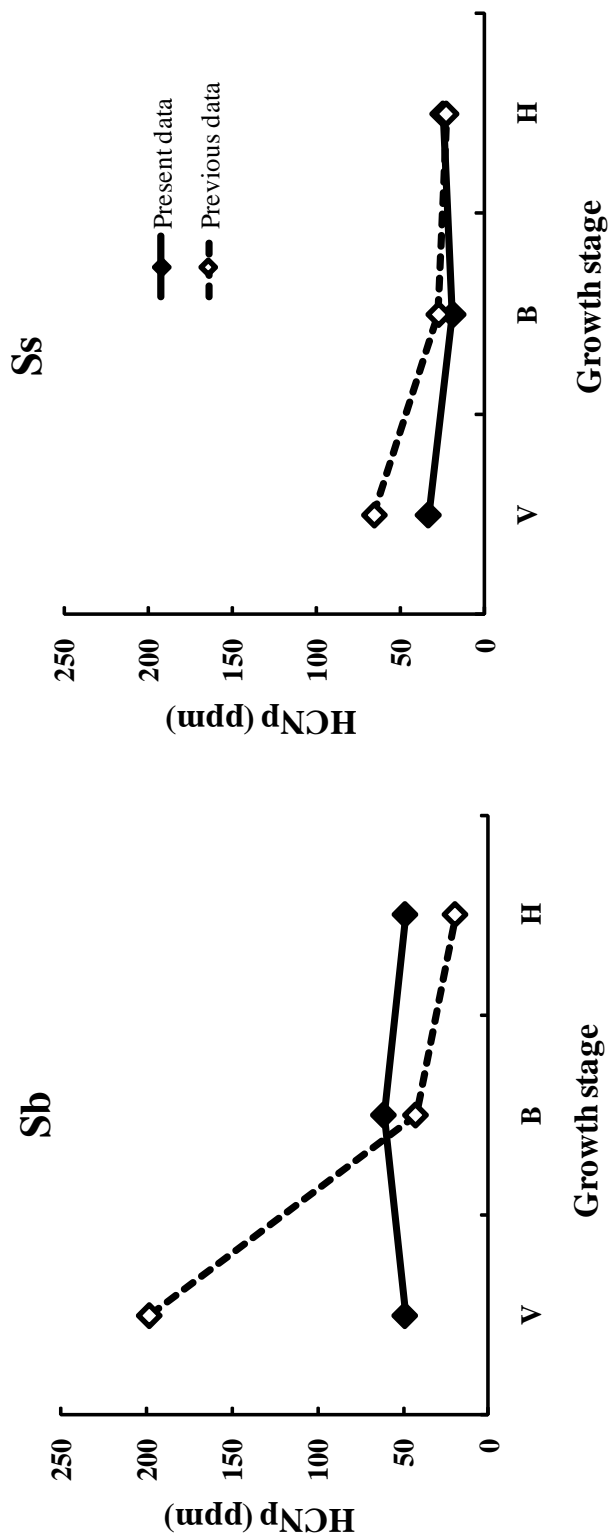 Sb
250
200
150
100
50
0
HCNp (ppm)
V
B
H
Growth stage
Ss
Present data
Previous data
250
200
150
100
50
0
HCNp (ppm)
V
B
H
Growth stage